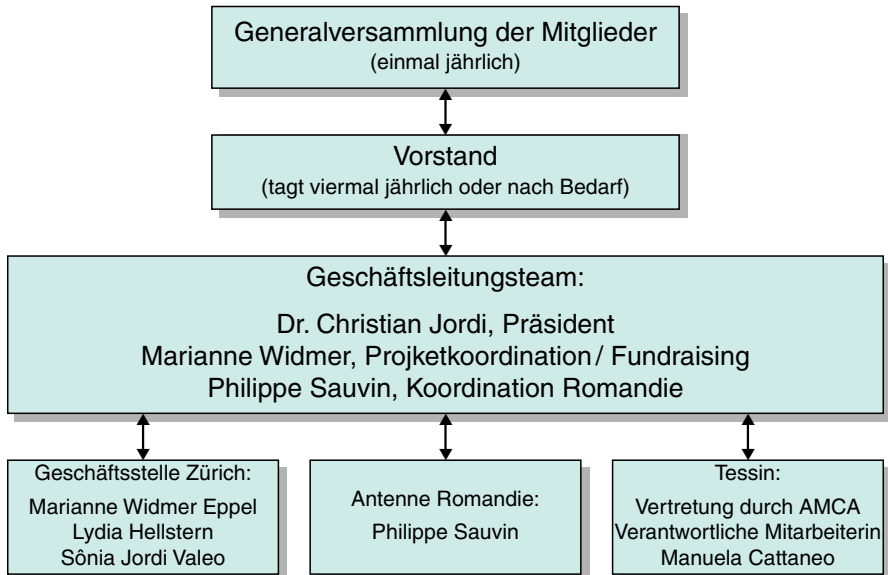 Generalversammlung der Mitglieder
(einmal jährlich)
Vorstand
(tagt viermal jährlich oder nach Bedarf)
Geschäftsleitungsteam:
Dr. Christian Jordi, Präsident
Marianne Widmer, Projketkoordination / Fundraising
Philippe Sauvin, Koordination Romandie
Geschäftsstelle Zürich:
Marianne Widmer Eppel
Lydia Hellstern
Sônia Jordi Valeo
Antenne Romandie:
Philippe Sauvin
Tessin:
Vertretung durch AMCA
Verantwortliche Mitarbeiterin
Manuela Cattaneo